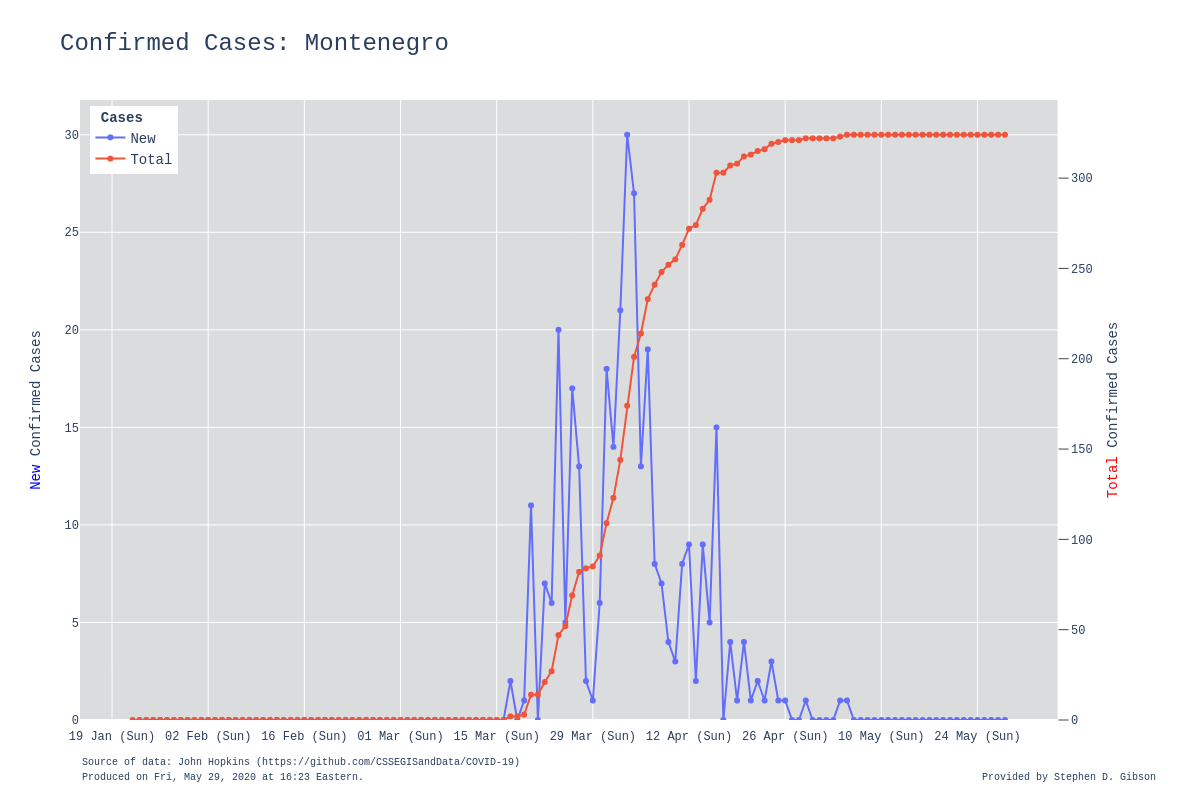 Confirmed Cases: Montenegro
Cases
New
Total
30
25
20
15
10
5
0
New Confirmed Cases
300
250
200
150
100
50
0
Total Confirmed Cases
19 Jan (Sun) 02 Feb (Sun) 16 Feb (Sun) 01 Mar (Sun) 15 Mar (Sun) 29 Mar (Sun) 12 Apr (Sun) 26 Apr (Sun) 10 May (Sun) 24 May (Sun)
Source of data: John Hopkins (https://github.com/CSSEGISandData/COVID-19)
Produced on Fri, May 29, 2020 at 16:23 Eastern.
Provided by Stephen D. Gibson